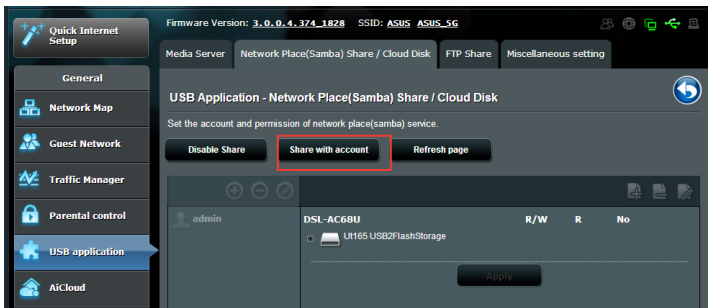 Quick Internet
Setup
Firmware Version: 3.0.0.4.374_1828 SSID: ASUS ASUS_5G
Media Server
Network Place(Samba) Share / Cloud Disk
FTP Share
Miscellaneous setting
General
Network Map
Guest Network
Traffic Manager
Parental control
USB application
AiCloud
USB Application - Network Place(Samba) Share / Cloud Disk
Set the account and permission of network place(samba) service.
Disable Share
Share with account
Refresh page
admin
DSL-AC68U
R/W
R
No
Ut165 USB2FlashStorage
Apply